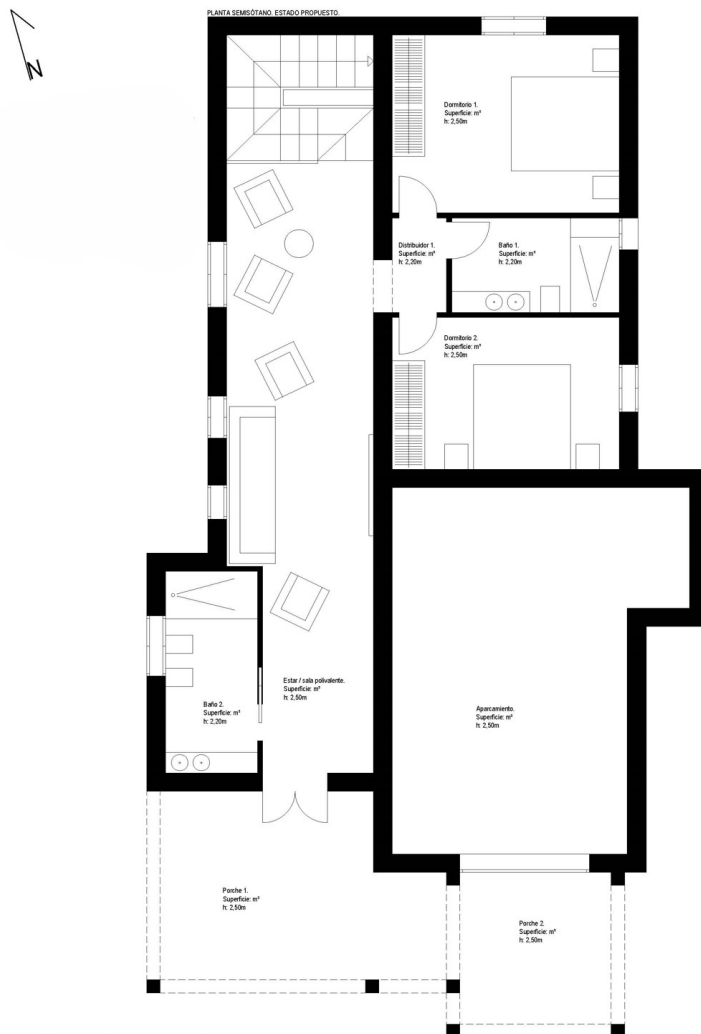 PLANTA SEMISÓTANO. ESTADO PROPUESTO.
N
Dormitorio 1.
Superficie: m²
h: 2,50m
Distribuidor 1.
Superficie: m²
h: 2,20m
Baño 1.
Superficie: m²
h: 2,20m
Dormitorio 2.
Superficie: m²
h: 2,50m
Estar / sala polivalente.
Superficie: m²
h: 2,50m
Baño 2.
Superficie: m²
h: 2,20m
Aparcamiento.
Superficie: m²
h: 2,50m
Porche 1.
Superficie: m²
h: 2,50m
Porche 2.
Superficie: m²
h: 2,50m